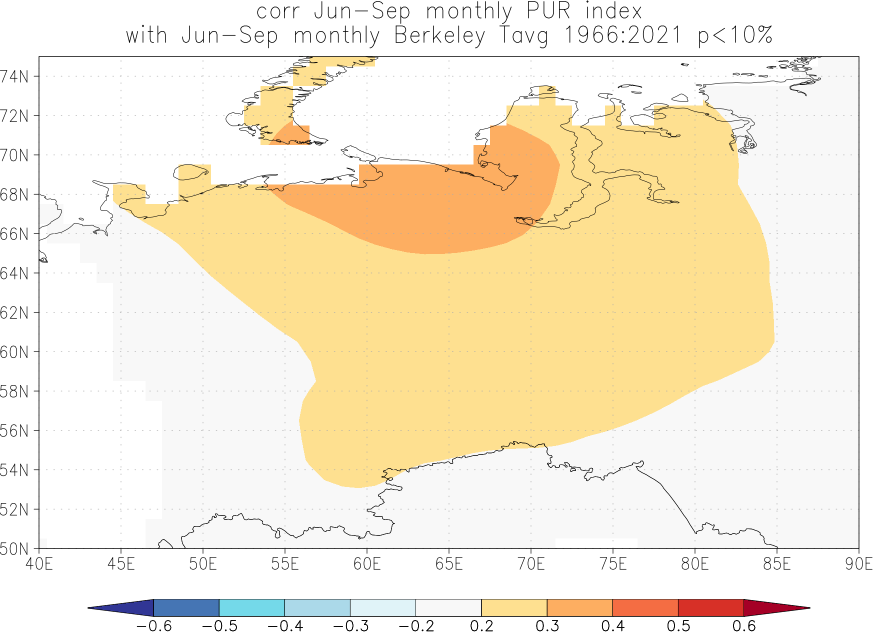 corr Jun-Sep monthly PUR index
with Jun-Sep monthly Berkeley Tavg 1966:2021 p<10%
74N
72N
70N
68N
66N
64N
62N
60N
58N
56N
54N
52N
50N
40E 45E 50E 55E 60E 65E 70E 75E 80E 85E 90E
-0.6 -0.5 -0.4 -0.3 -0.2 0.2 0.3 0.4 0.5 0.6